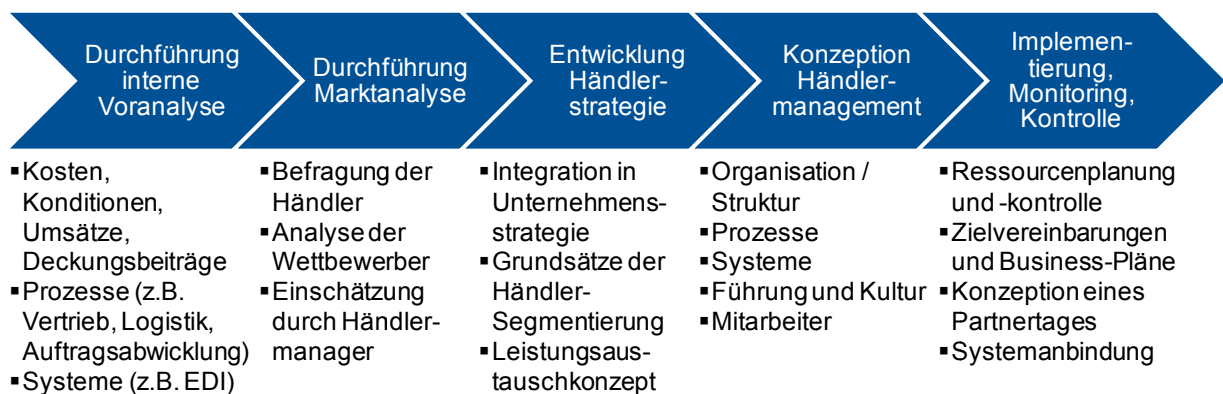 Durchführung
interne
Voranalyse
Durchführung
Marktanalyse
Entwicklung
Händler-
strategie
Konzeption
Händler-
management
Implemen-
tierung,
Monitoring,
Kontrolle
▪Kosten,
Konditionen,
Umsätze,
Deckungsbeiträge
▪Prozesse (z.B.
Vertrieb, Logistik,
Auftragsabwicklung)
▪Systeme (z.B. EDI)
▪Befragung der
Händler
▪Analyse der
Wettbewerber
▪Einschätzung
durch Händler-
manager
▪Integration in
Unternehmens-
strategie
▪Grundsätze der
Händler-
Segmentierung
▪Leistungsaus-
tauschkonzept
▪Organisation /
Struktur
▪Prozesse
▪Systeme
▪Führung und Kultur
▪Mitarbeiter
▪Ressourcenplanung
und -kontrolle
▪Zielvereinbarungen
und Business-Pläne
▪Konzeption eines
Partnertages
▪Systemanbindung